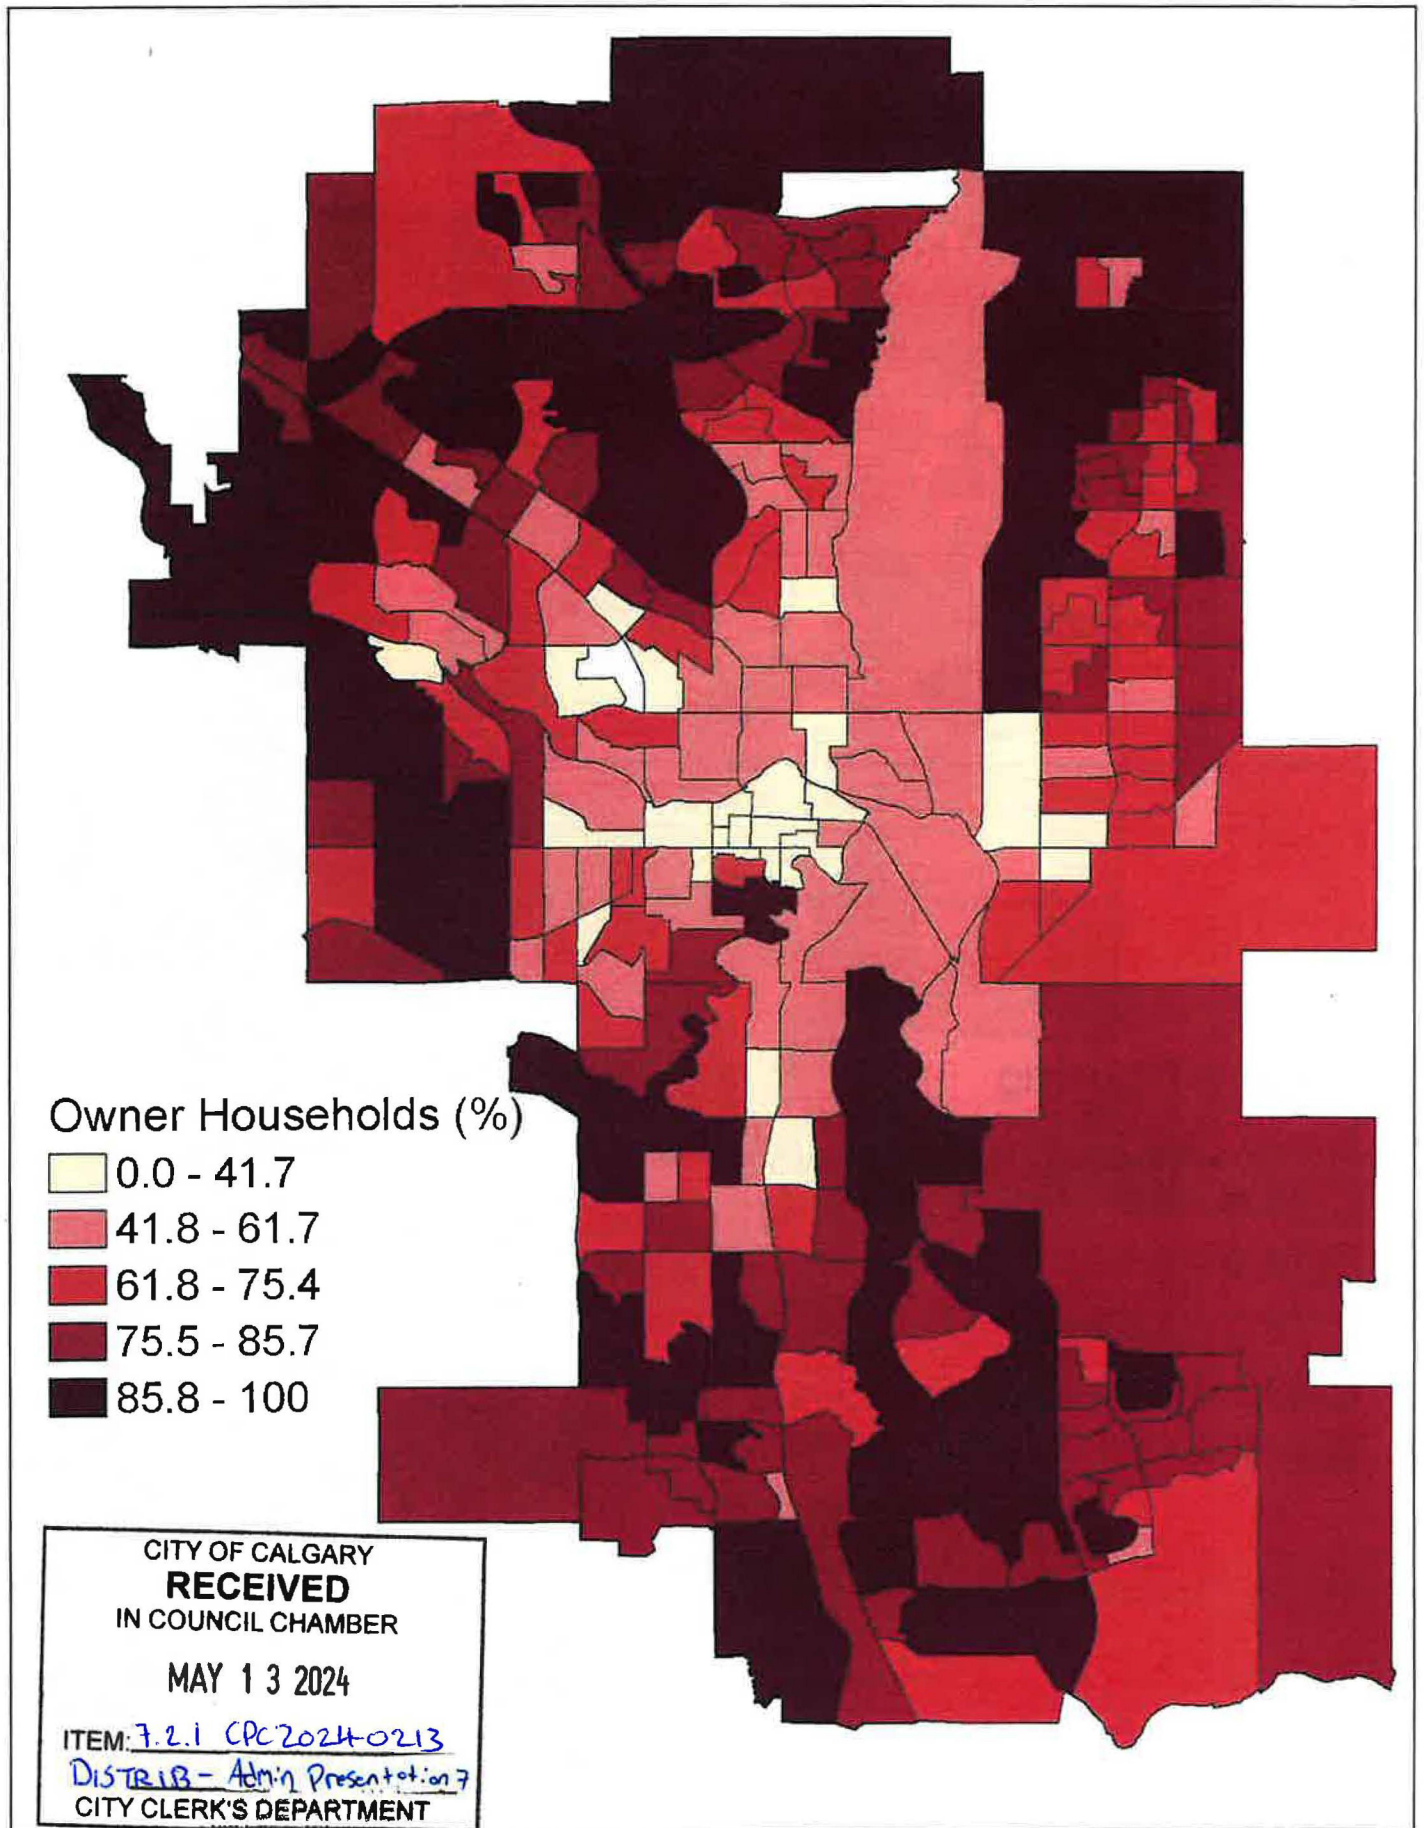 Owner Households (%)
0.0 - 41.7
41.8 - 61.7
61.8 - 75.4
75.5 - 85.7
85.8 - 100
CITY OF CALGARY
RECEIVED
IN COUNCIL CHAMBER
MAY 13 2024
ITEM: 7.2.1 CPC2024-0213
DISTRIB - Admin Presentation 7
CITY CLERK'S DEPARTMENT